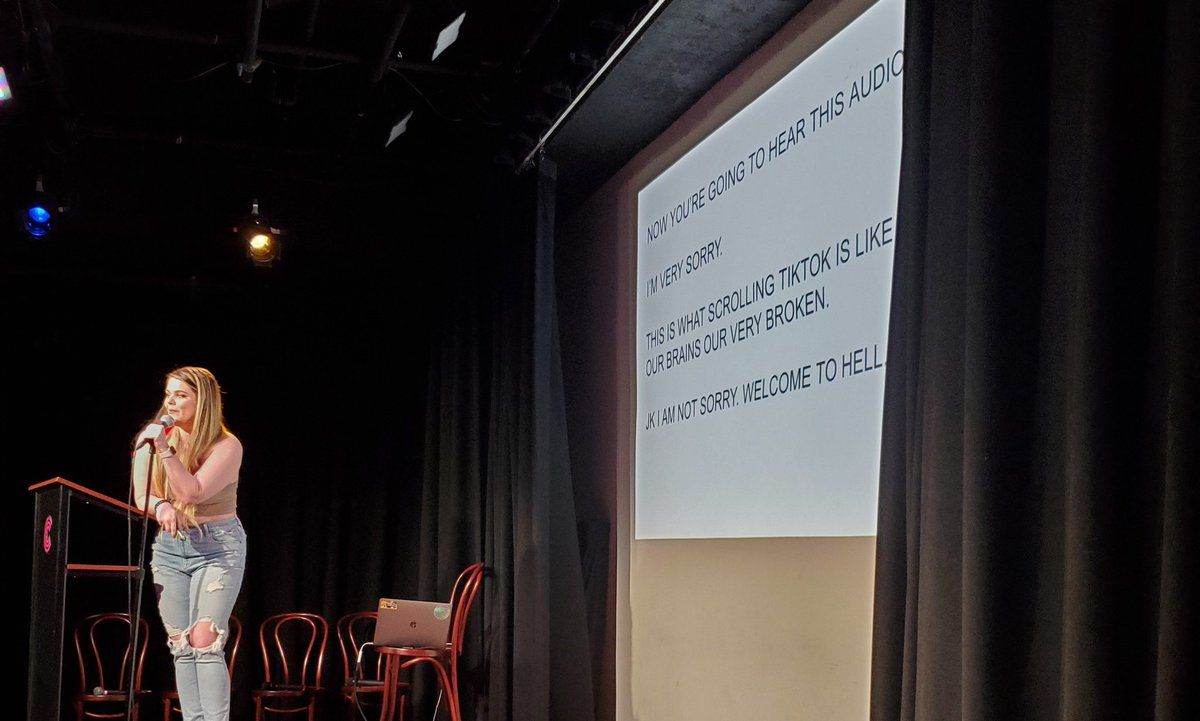 NOW YOU'RE GOING TO HEAR THIS AUDIO
I'M VERY SORRY.
THIS IS WHAT SCROLLING TIKTOK IS LIKE
OUR BRAINS OUR VERY BROKEN.
JK I AM NOT SORRY. WELCOME TO HELL.